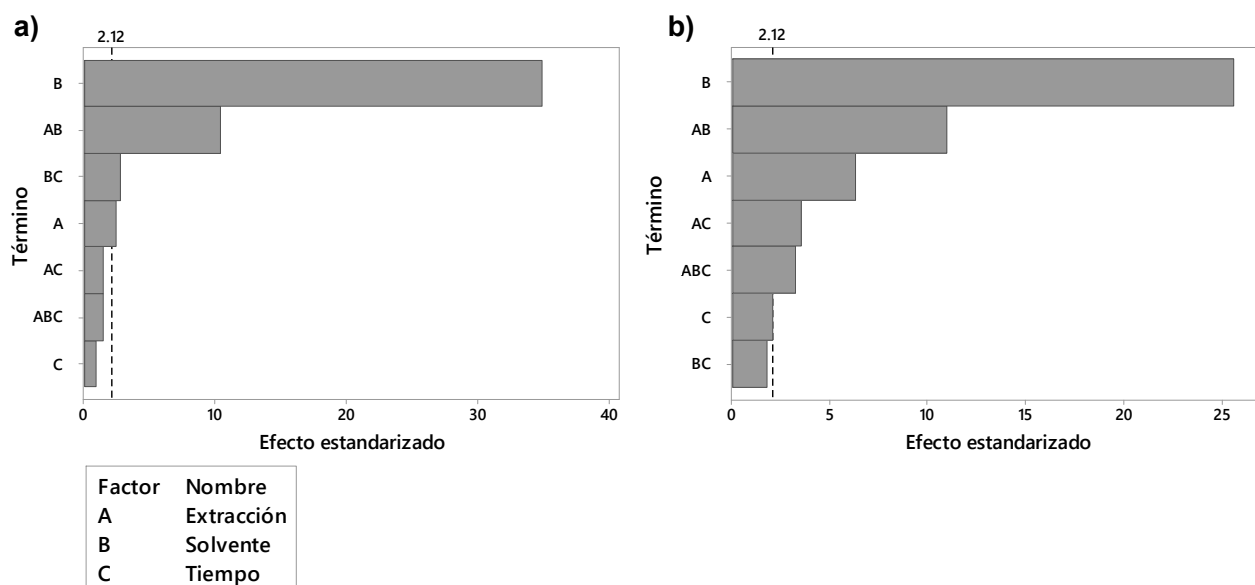 a)
2.12
Término
B
AB
BC
A
AC
ABC
C
0 10 20 30 40
Efecto estandarizado
Factor Nombre
A Extracción
B Solvente
C Tiempo
b)
2.12
Término
B
AB
A
AC
ABC
C
BC
0 5 10 15 20 25
Efecto estandarizado